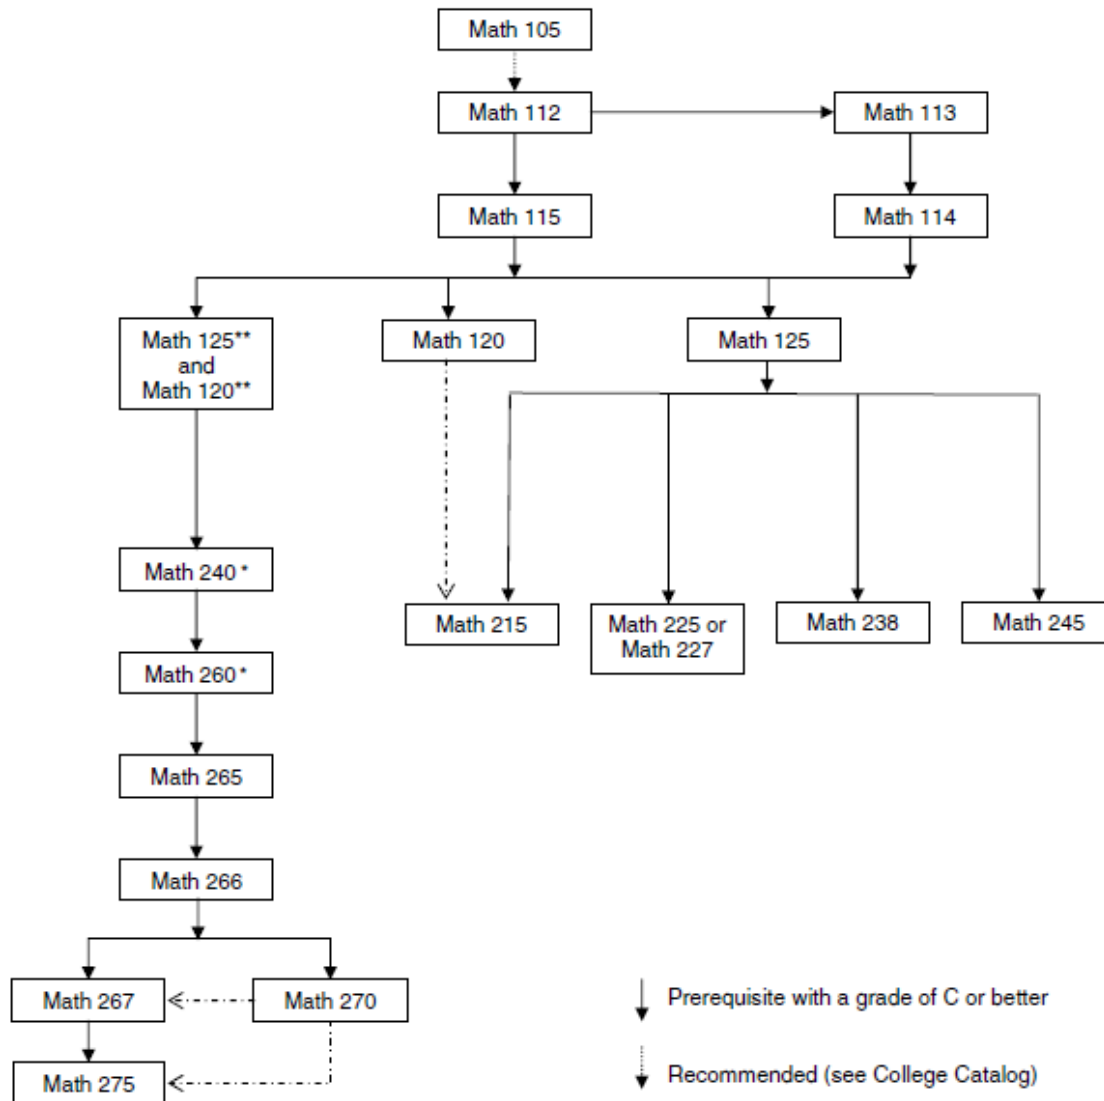 Math 105
Math 112
Math 113
Math 115
Math 114
Math 125**
and
Math 120**
Math 120
Math 125
Math 240 *
Math 215
Math 225 or
Math 227
Math 238
Math 245
Math 260 *
Math 265
Math 266
Math 267
Math 270
Prerequisite with a grade of C or better
Math 275
Recommended (see College Catalog)